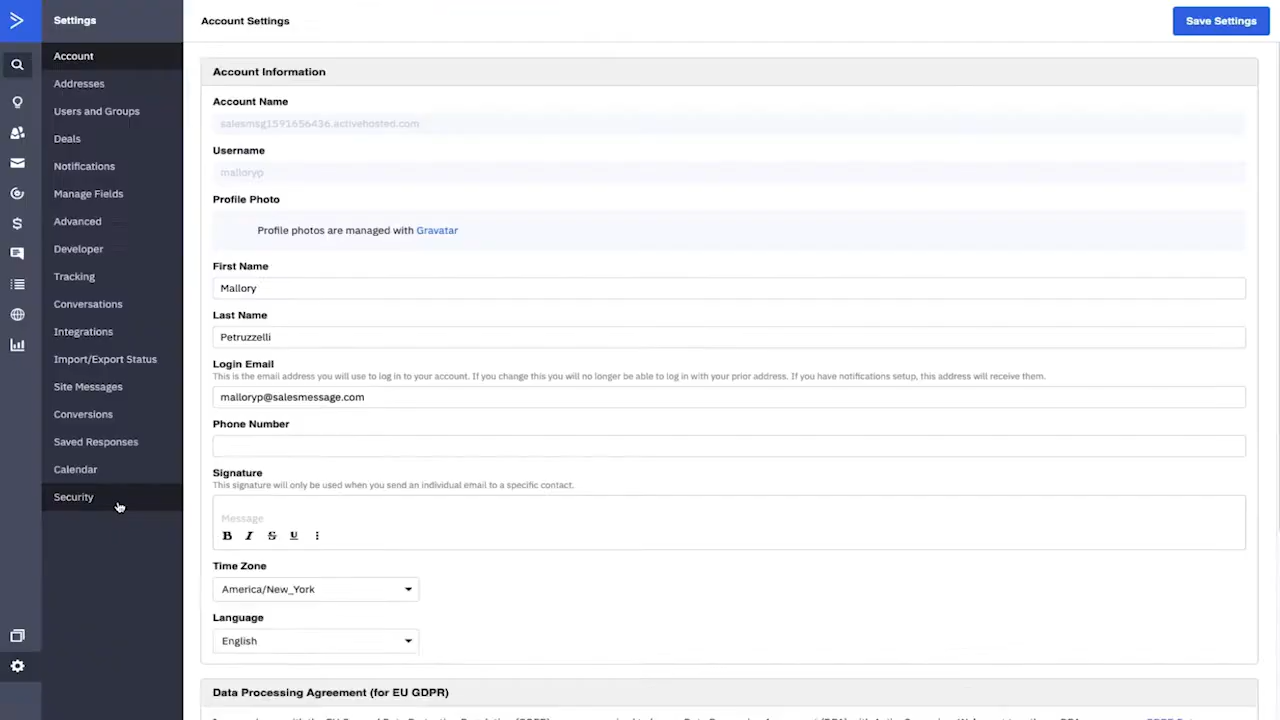 Settings
Account Settings
Save Settings
Account
Addresses
Users and Groups
Deals
Notifications
Manage Fields
Advanced
Developer
Tracking
Conversations
Integrations
Import/Export Status
Site Messages
Conversions
Saved Responses
Calendar
Security
Account Information
Account Name
salesmsg1591656436.activehosted.com
Username
malloryp
Profile Photo
Profile photos are managed with Gravatar
First Name
Mallory
Last Name
Petruzzelli
Login Email
This is the email address you will use to log in to your account. If you change this you will no longer be able to log in with your prior address. If you have notifications setup, this address will receive them.
malloryp@salesmessage.com
Phone Number
Signature
This signature will only be used when you send an individual email to a specific contact.
Message
B I S U
Time Zone
America/New_York
Language
English
Data Processing Agreement (for EU GDPR)